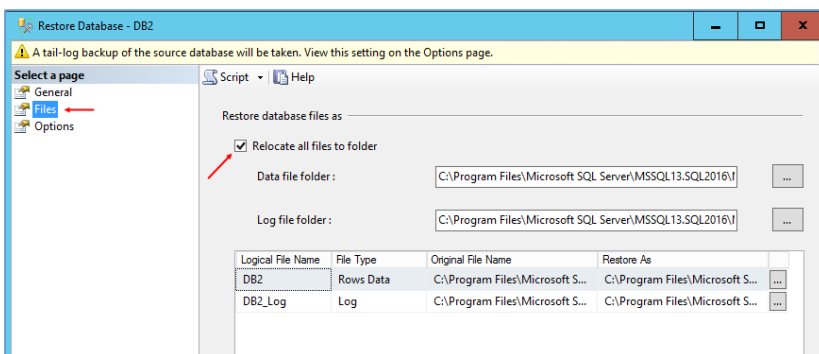 Restore Database - DB2
A tail-log backup of the source database will be taken. View this setting on the Options page.
Select a page
General
Files
Options
Script Help
Restore database files as
Relocate all files to folder
Data file folder : C:\Program Files\Microsoft SQL Server\MSSQL13.SQL2016\ ...
Log file folder : C:\Program Files\Microsoft SQL Server\MSSQL13.SQL2016\ ...
Logical File Name File Type Original File Name Restore As
DB2 Rows Data C:\Program Files\Microsoft S... C:\Program Files\Microsoft S... ...
DB2_Log Log C:\Program Files\Microsoft S... C:\Program Files\Microsoft S... ...